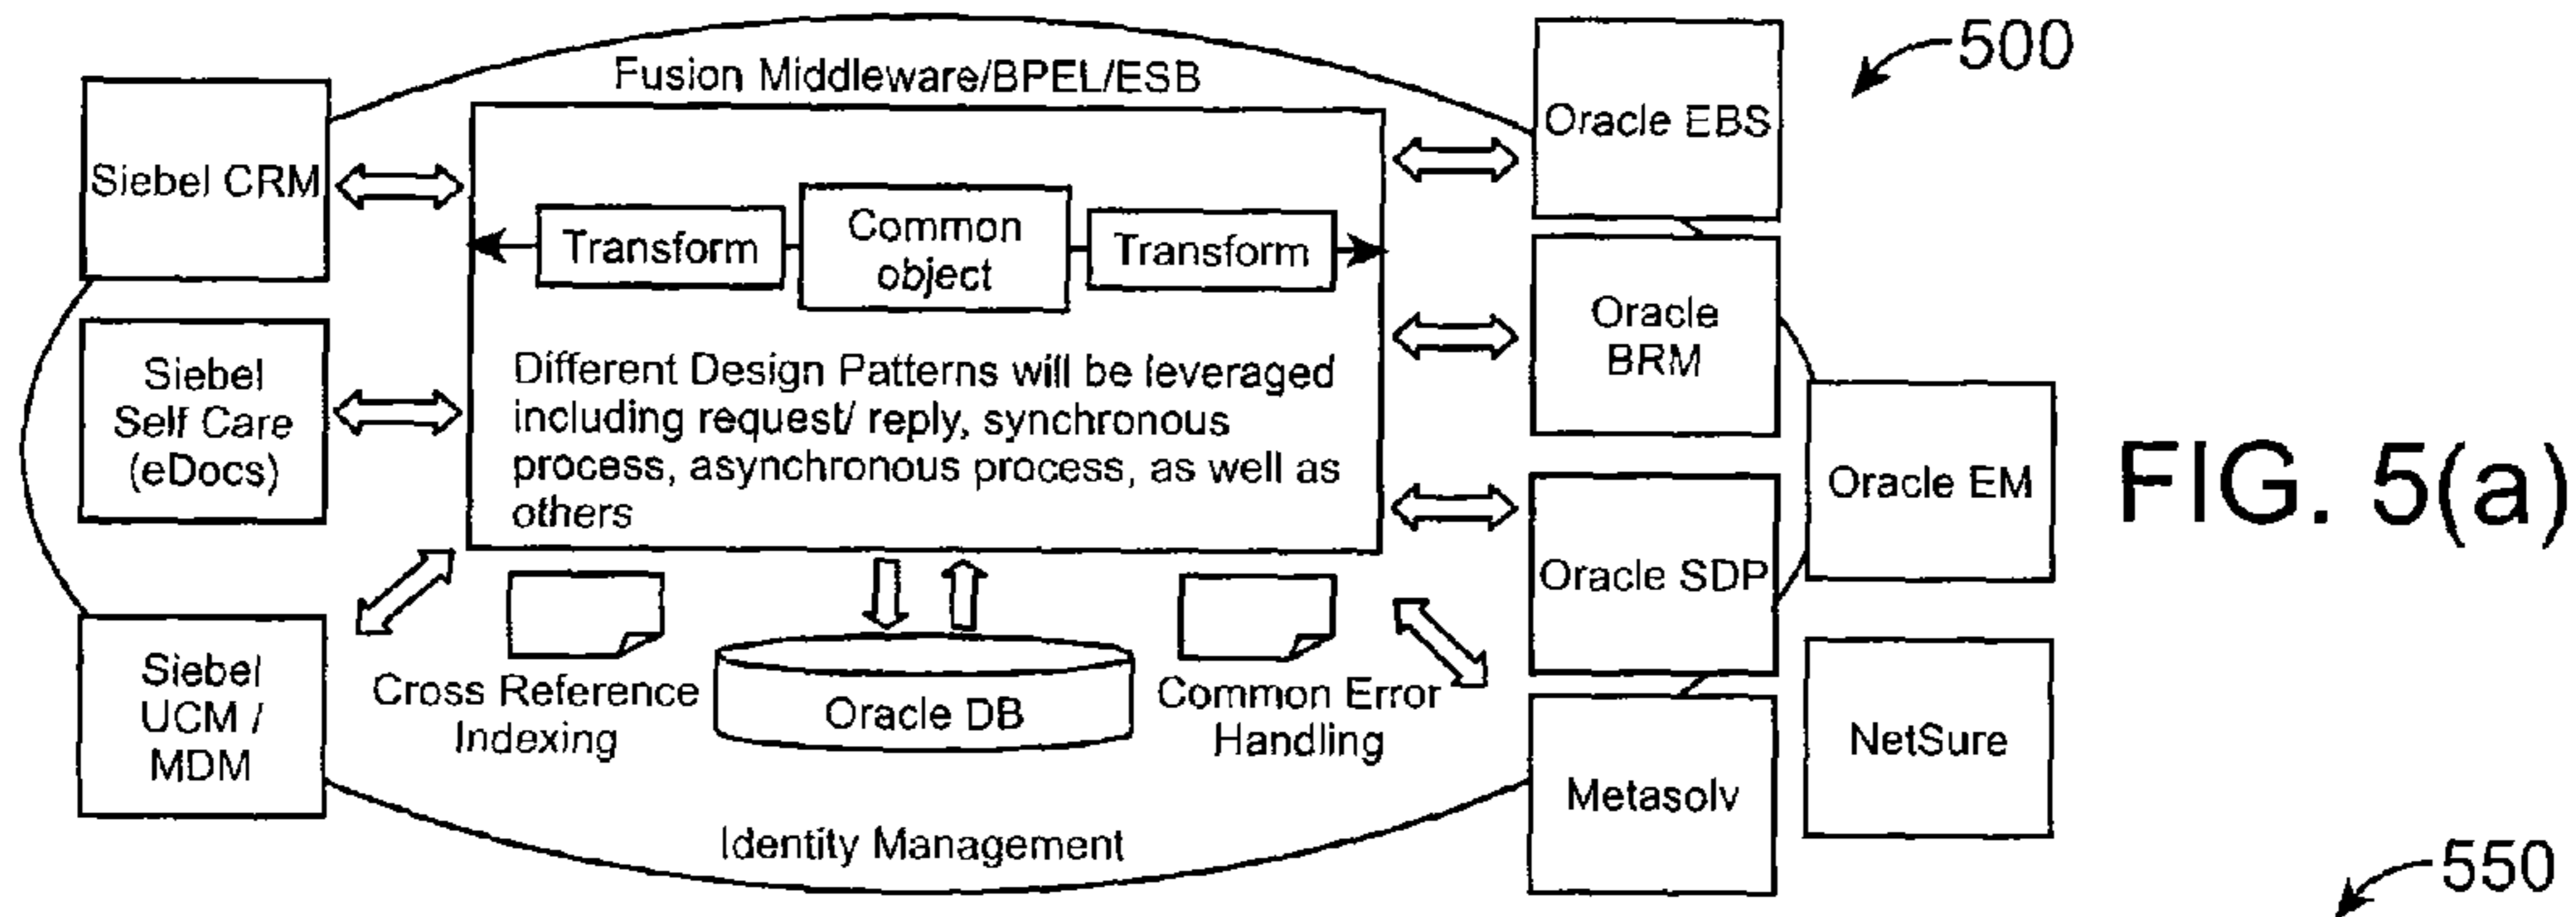 500
Fusion Middleware/BPEL/ESB
Oracle EBS
Siebel CRM
Transform
Common
object
Transform
Oracle
BRM
Siebel
Self Care
(eDocs)
Different Design Patterns will be leveraged
including request/ reply, synchronous
process, asynchronous process, as well as
others
Oracle EM
FIG. 5(a)
Oracle SDP
Siebel
UCM /
MDM
Cross Reference
Indexing
Oracle DB
Common Error
Handling
NetSure
Metasolv
Identity Management
550